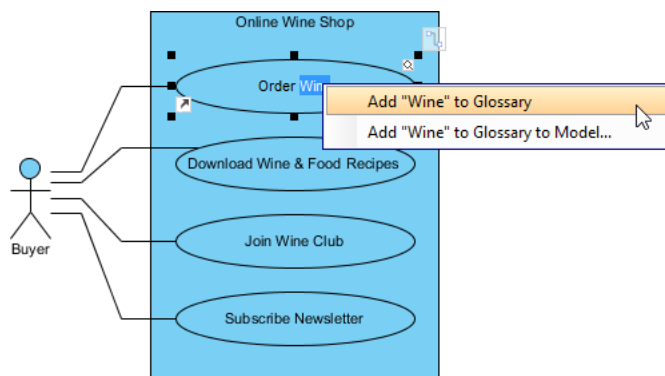 Online Wine Shop
Order Win
Add "Wine" to Glossary
Add "Wine" to Glossary to Model...
Download Wine & Food Recipes
Join Wine Club
Buyer
Subscribe Newsletter